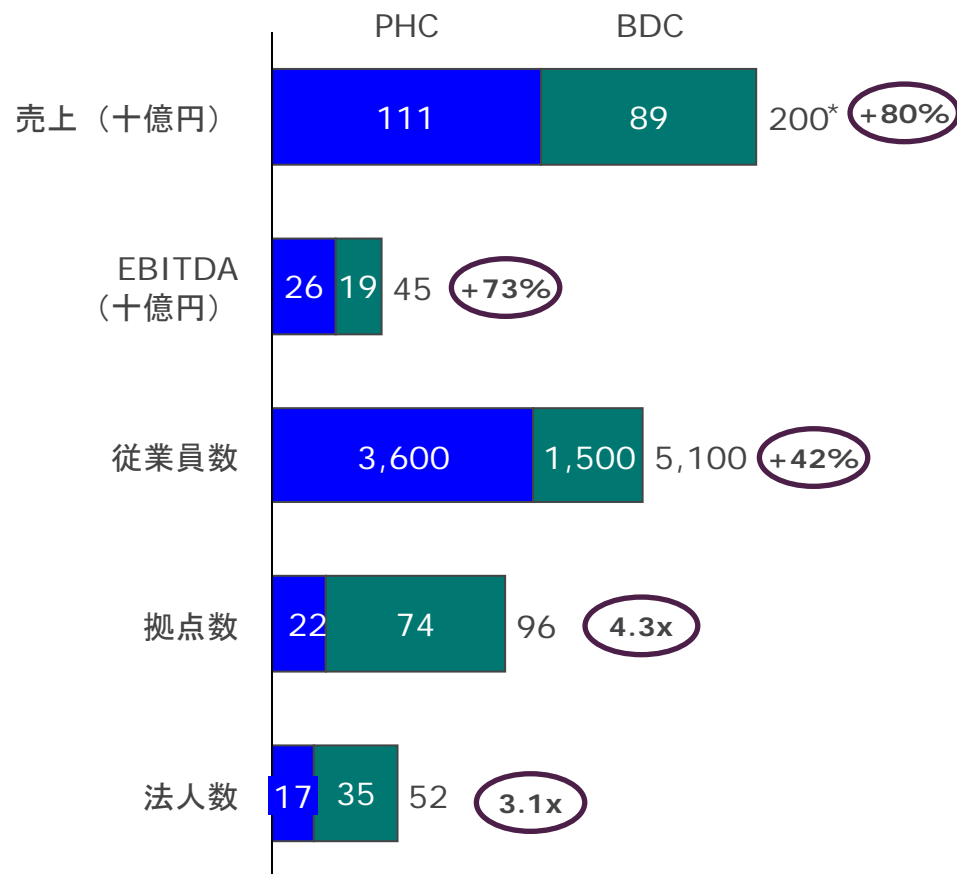 PHC BDC
売上（十億円） 111 89 200* +80%
EBITDA
（十億円） 26 19 45 +73%
従業員数 3,600 1,500 5,100 +42%
拠点数 22 74 96 4.3x
法人数 17 35 52 3.1x